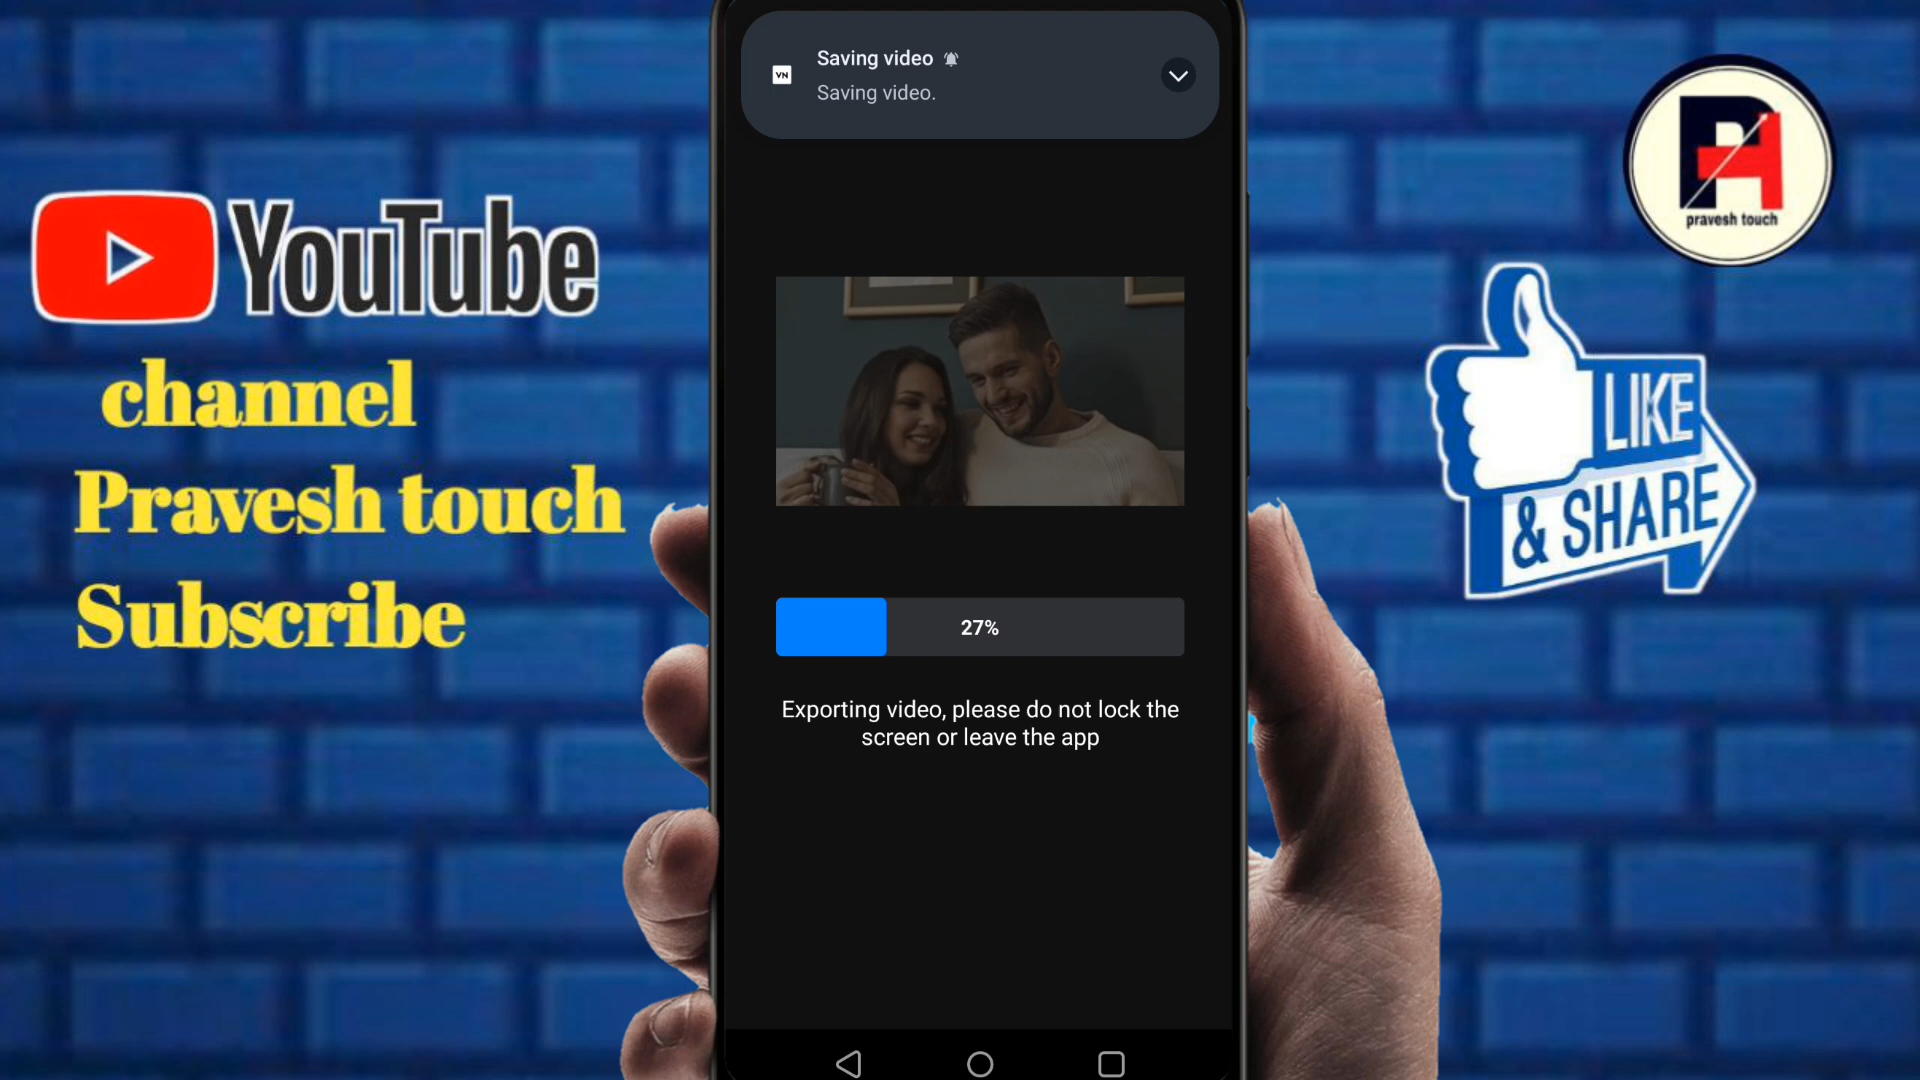 Saving video
VN
Saving video.
pravesh touch
YouTube
channel
Pravesh touch
Subscribe
LIKE
& SHARE
27%
Exporting video, please do not lock the
screen or leave the app